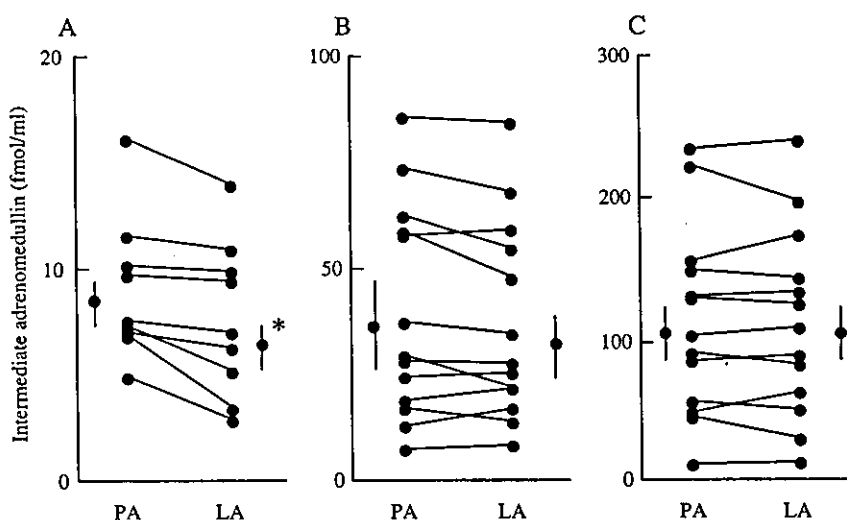 A
B
C
Intermediate adrenomedullin (fmol/ml)
20
10
0
*
PA
LA
100
50
0
PA
LA
300
200
100
0
PA
LA